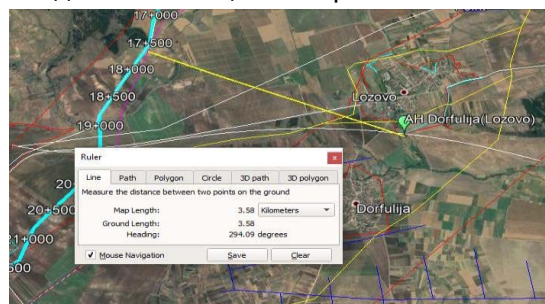 17+000
17+500
18+000
18+500
19+000
Lozovo
AH Dorfulija(Lozovo)
Ruler
Line Path Polygon Circle 3D path 3D polygon
Measure the distance between two points on the ground
Map Length: 3.58 Kilometers
Ground Length: 3.58
Heading: 294.09 degrees
Mouse Navigation Save Clear
20
20+500
Dorfulija
21+000
500